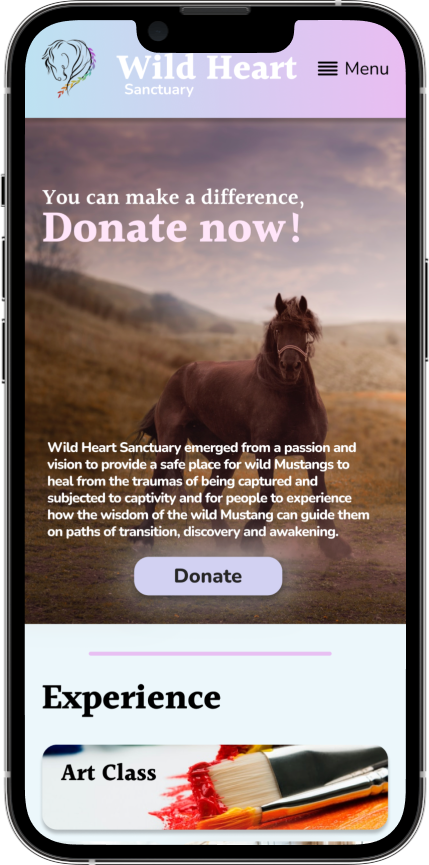 Wild Heart
Sanctuary
Menu
You can make a difference,
Donate now!
Wild Heart Sanctuary emerged from a passion and
vision to provide a safe place for wild Mustangs to
heal from the traumas of being captured and
subjected to captivity and for people to experience
how the wisdom of the wild Mustang can guide them
on paths of transition, discovery and awakening.
Donate
Experience
Art Class